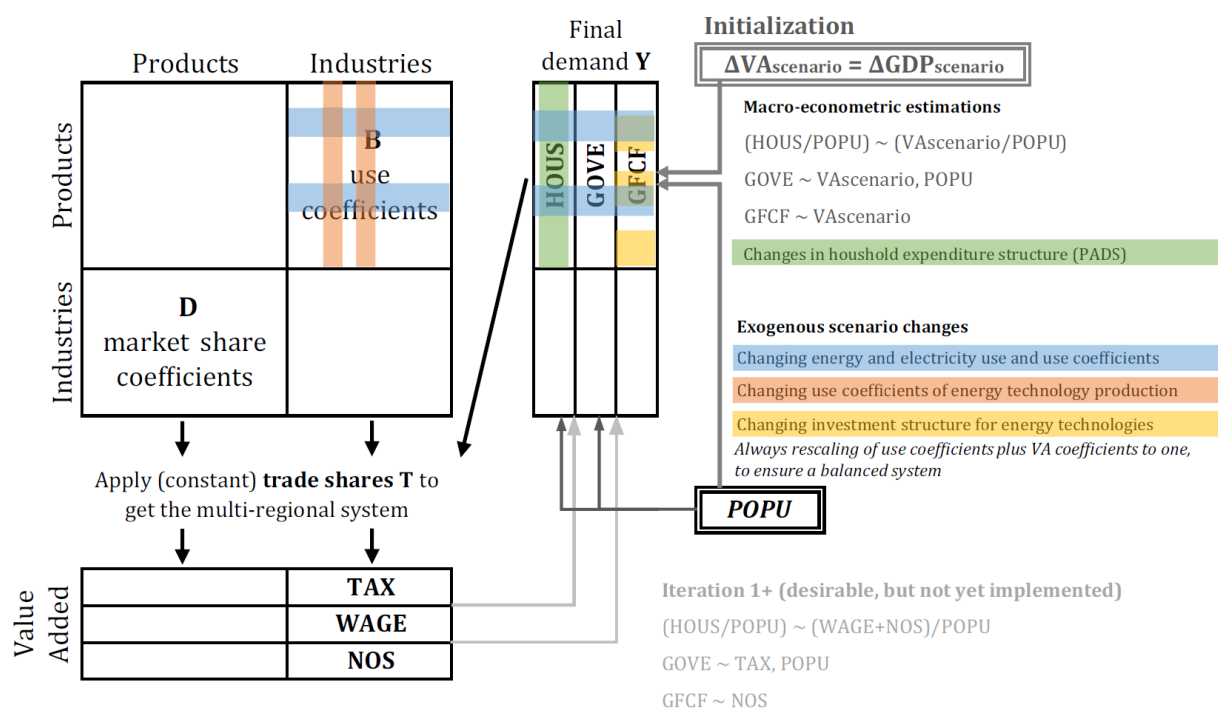 Initialization
ΔVAscenario = ΔGDPscenario
Final
demand Y
Products
Industries
Products
Industries
B
use
coefficients
HOUS
GOVE
GFCF
D
market share
coefficients
Macro-econometric estimations
(HOUS/POPU) ~ (VAscenario/POPU)
GOVE ~ VAscenario, POPU
GFCF ~ VAscenario
Changes in houshold expenditure structure (PADS)
Exogenous scenario changes
Changing energy and electricity use and use coefficients
Changing use coefficients of energy technology production
Changing investment structure for energy technologies
Always rescaling of use coefficients plus VA coefficients to one,
to ensure a balanced system
Apply (constant) trade shares T to
get the multi-regional system
POPU
Value
Added
TAX
WAGE
NOS
Iteration 1+ (desirable, but not yet implemented)
(HOUS/POPU) ~ (WAGE+NOS)/POPU
GOVE ~ TAX, POPU
GFCF ~ NOS